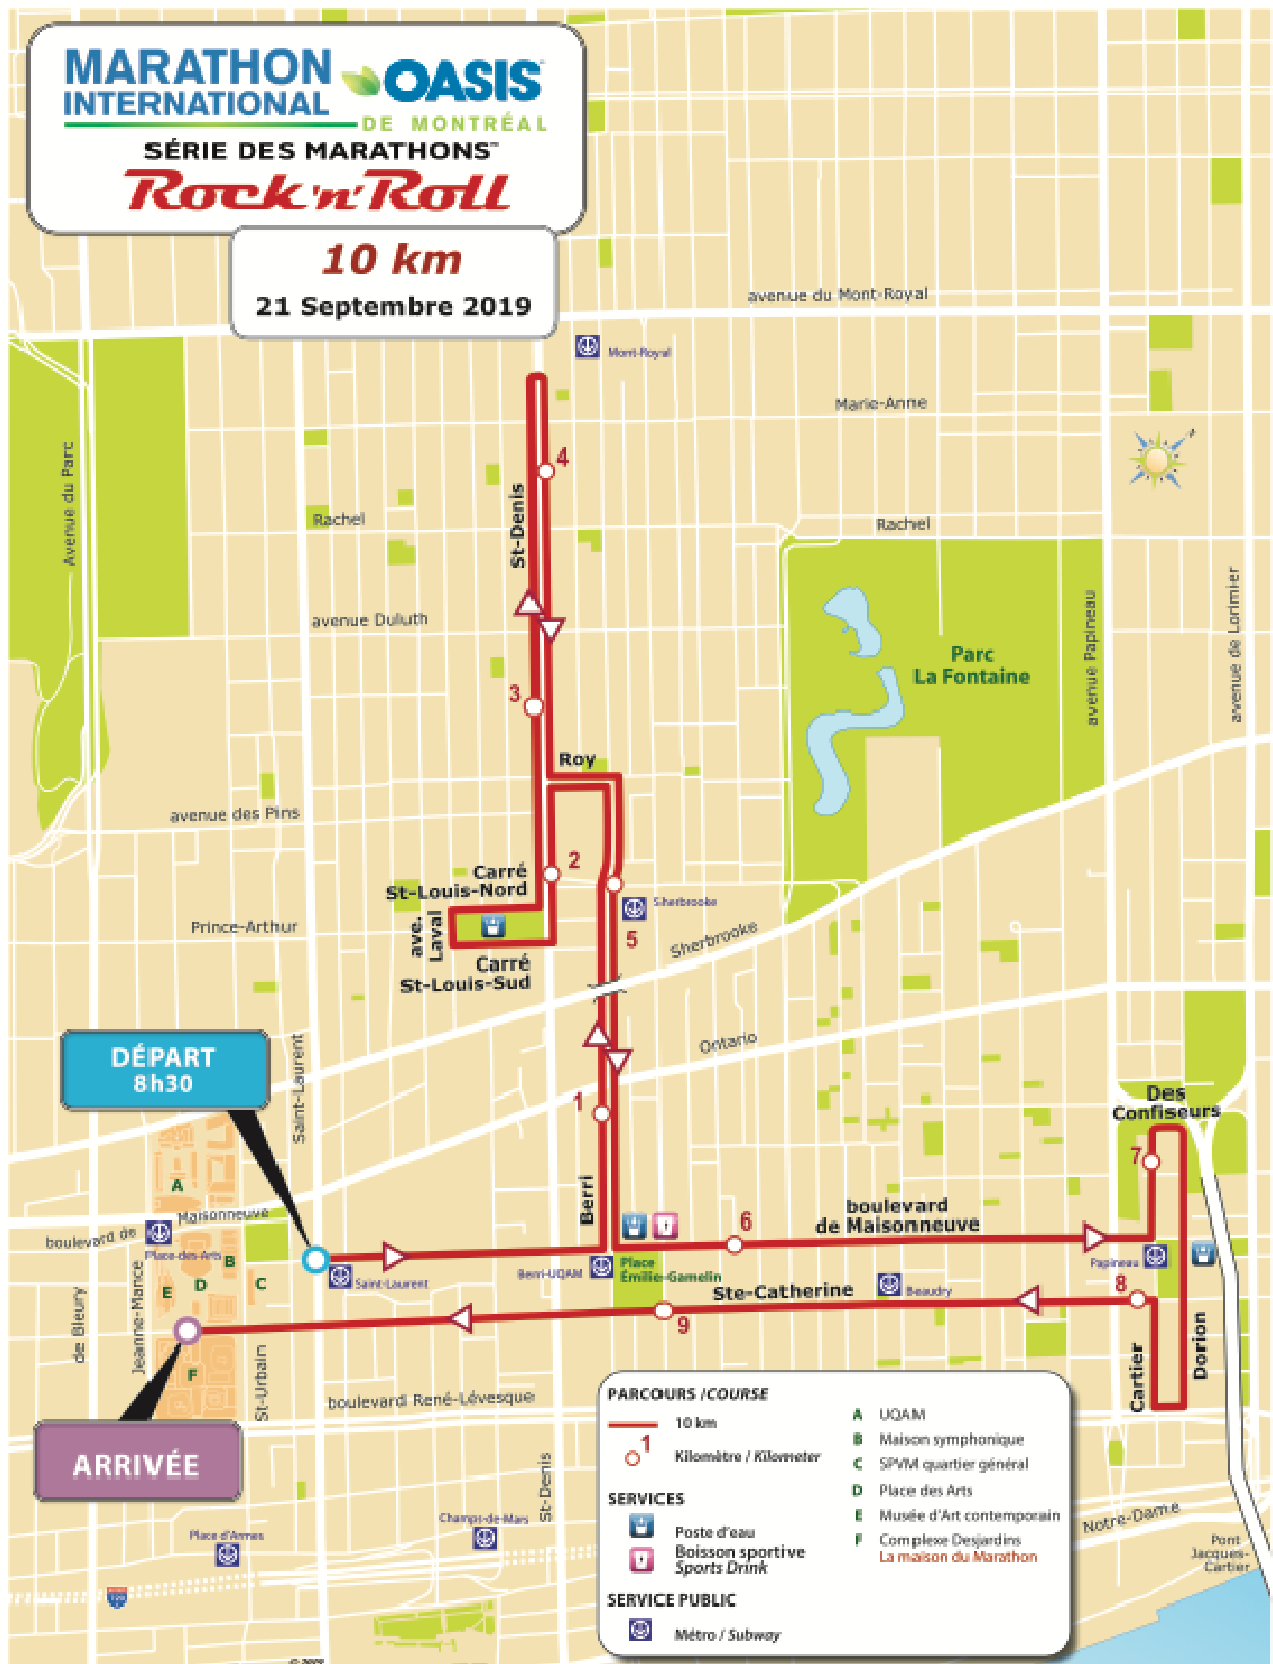 MARATHON
INTERNATIONAL
OASIS
DE MONTRÉAL
SÉRIE DES MARATHONS™
Rock 'n' Roll
10 km
21 Septembre 2019
avenue du Mont-Royal
Mont-Royal
Marie-Anne
4
Avenue du Parc
St-Denis
Rachel
Rachel
avenue Duluth
avenue Papineau
avenue de Lorimier
Parc
La Fontaine
3
Roy
avenue des Pins
2
Carré
St-Louis-Nord
Sherbrooke
Prince-Arthur
ave.
Laval
5
Sherbrooke
Carré
St-Louis-Sud
Ontario
DÉPART
8h30
Saint-Laurent
1
Des
Confiseurs
7
A
Berri
boulevard
de Maisonneuve
6
boulevard de
Maisonneuve
Place-des-Arts
B
Saint-Laurent
Berri-UQAM
Place
Émilie-Gamelin
Papineau
Jeanne-Mance
E
D
C
Ste-Catherine
Beaudry
8
9
de Bleury
F
St-Urbain
Cartier
Dorion
boulevard René-Lévesque
ARRIVÉE
St-Denis
Champs-de-Mars
Place d'Armes
Notre-Dame
Pont
Jacques-
Cartier
PARCOURS / COURSE
10 km
1
Kilomètre / Kilometer
SERVICES
Poste d'eau
Boisson sportive
Sports Drink
SERVICE PUBLIC
Métro / Subway
A UQAM
B Maison symphonique
C SPVM quartier général
D Place des Arts
E Musée d'Art contemporain
F Complexe Desjardins
La maison du Marathon